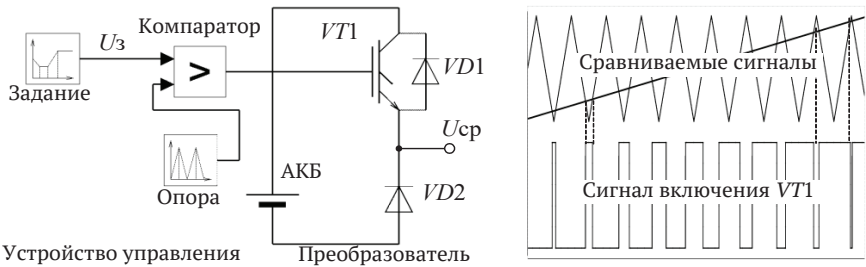 Компаратор
Uз
VT1
>
VD1
Задание
Uср
Опора
АКБ
VD2
Устройство управления
Преобразователь
Сравниваемые сигналы
Сигнал включения VT1